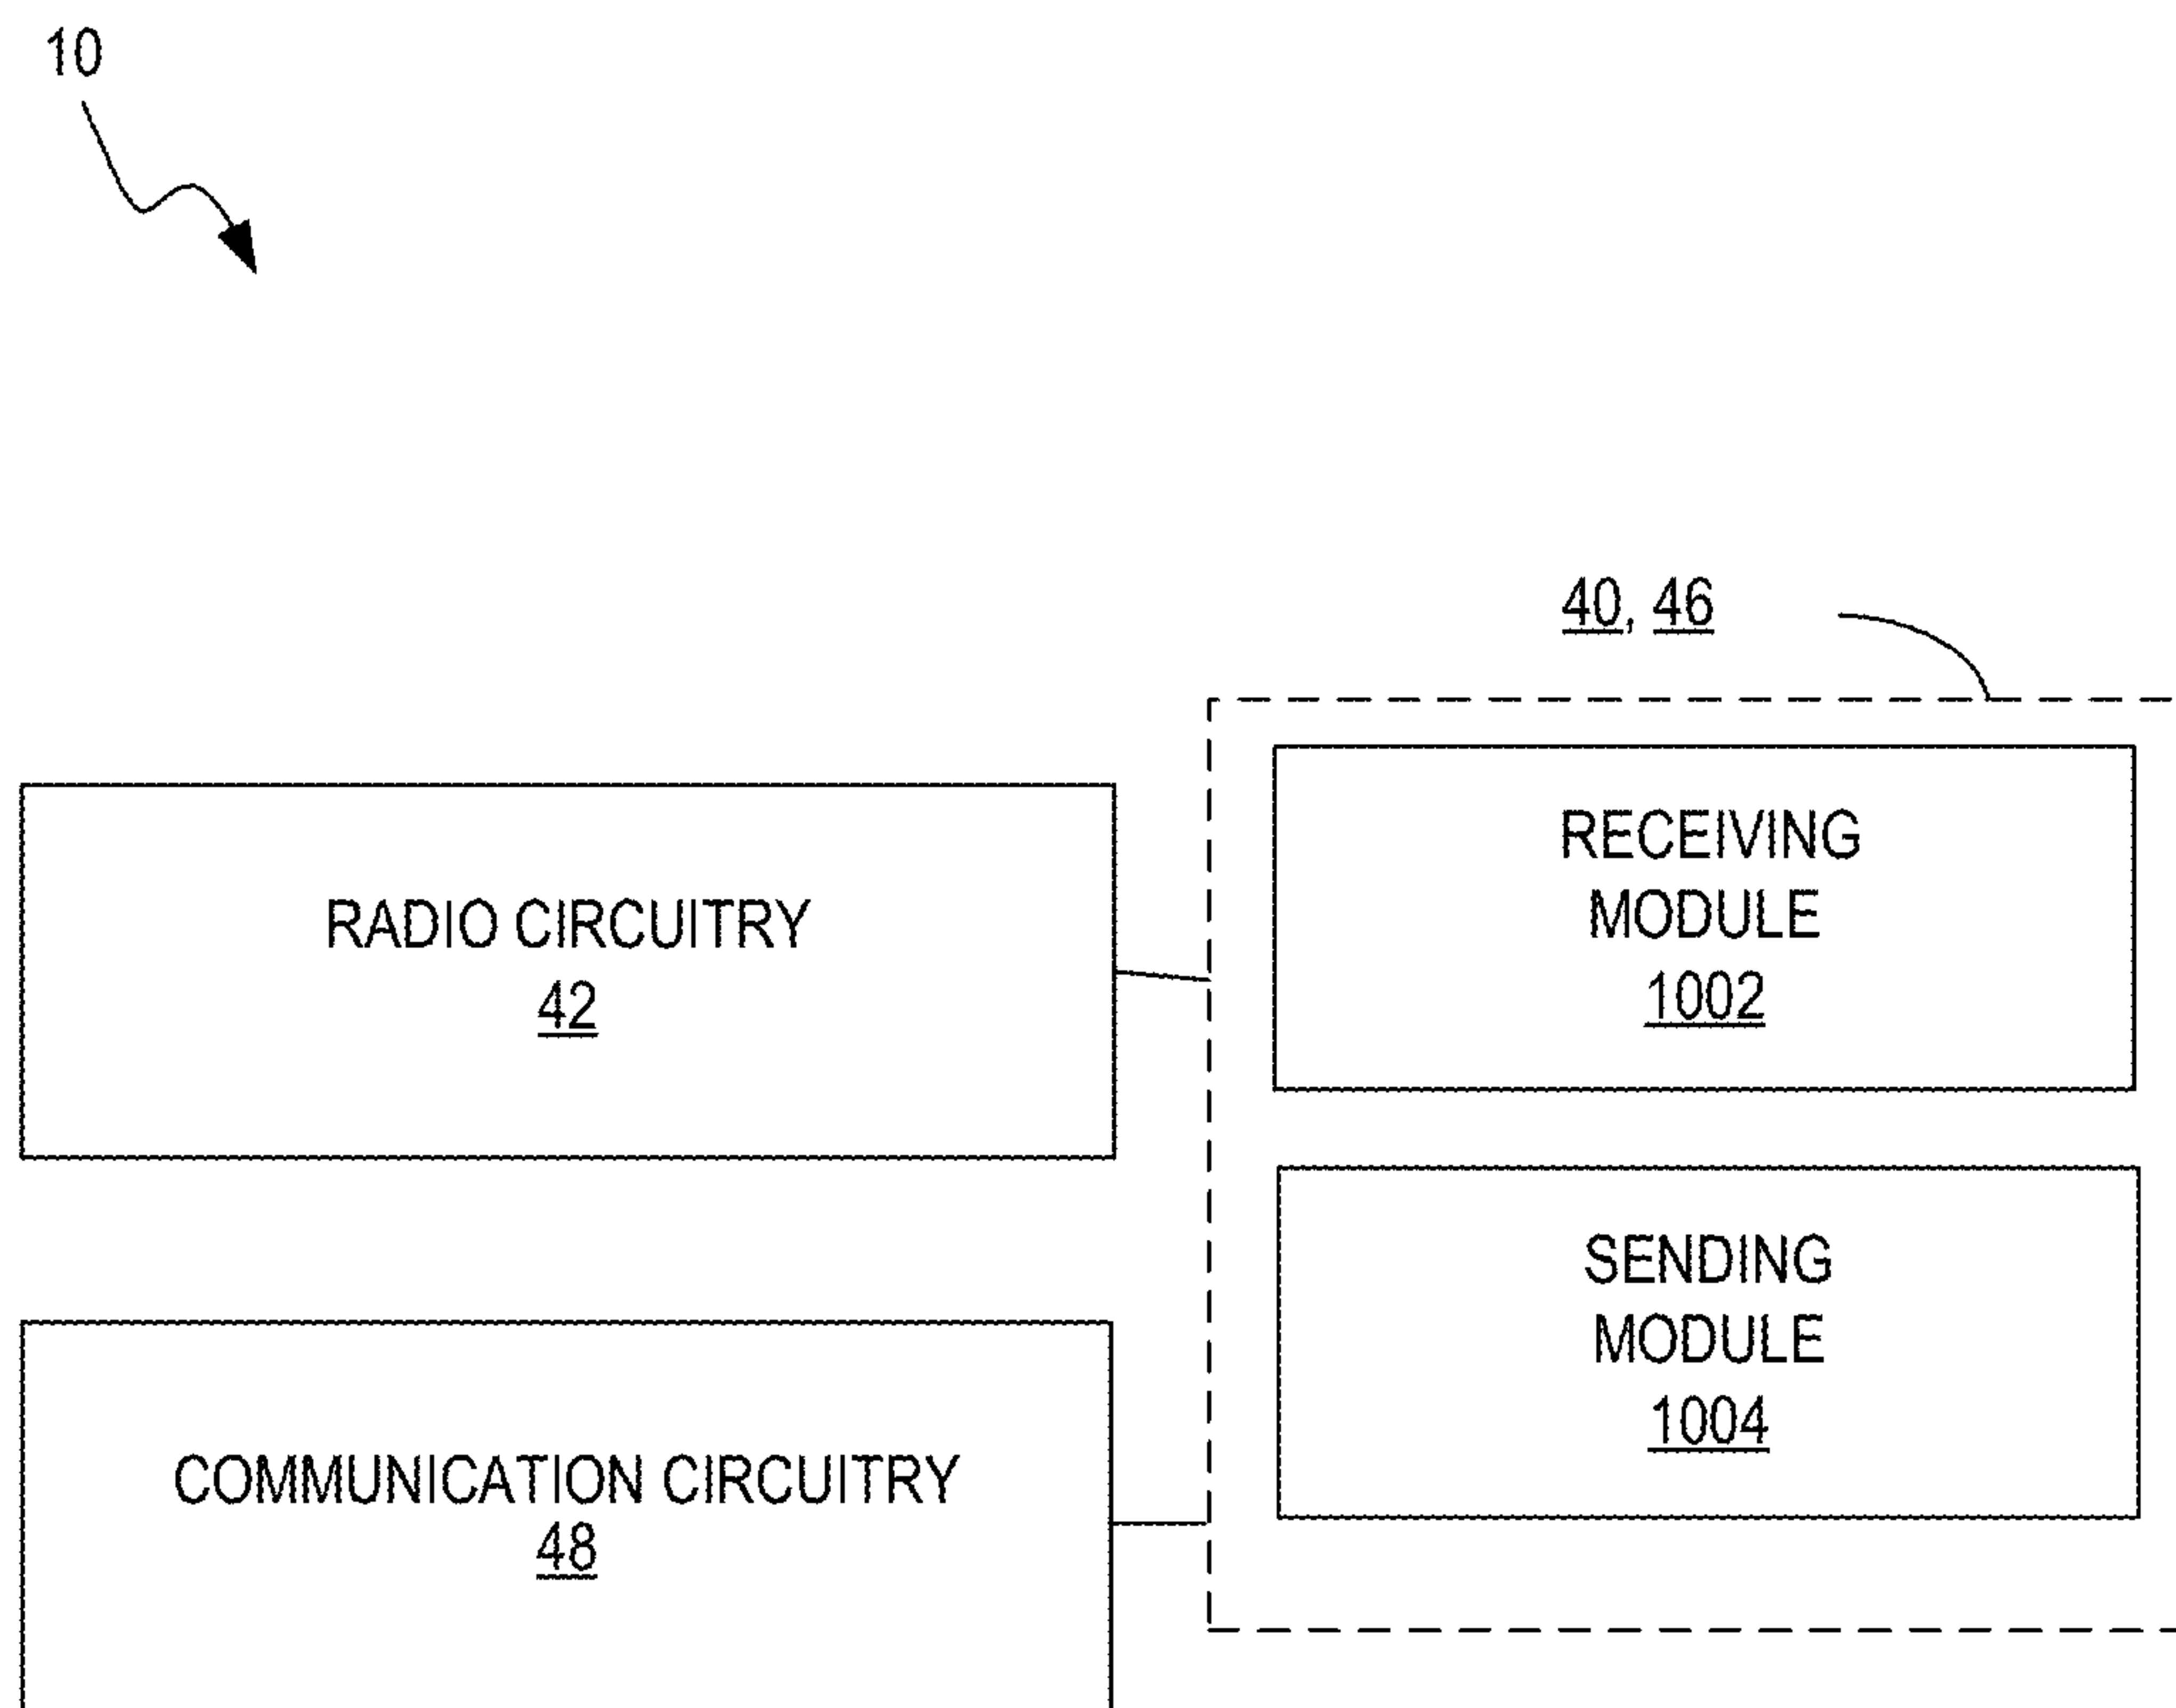 10
40, 46
RADIO CIRCUITRY
42
RECEIVING
MODULE
1002
SENDING
MODULE
1004
COMMUNICATION CIRCUITRY
48